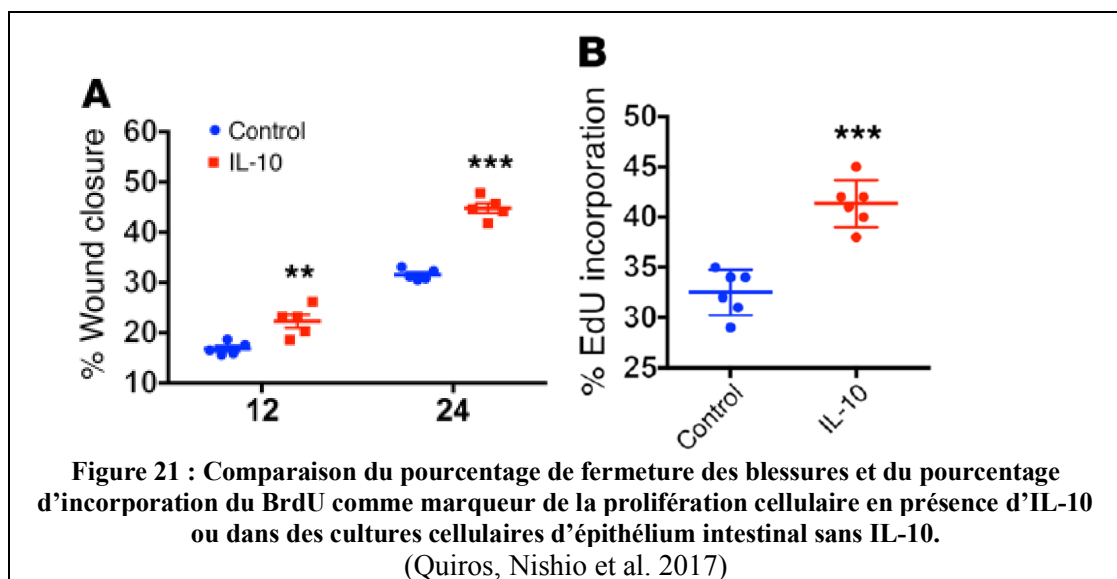 A
% Wound closure
60
50
40
30
20
10
Control
IL-10
**
***
12
24
B
% EdU incorporation
50
45
40
35
30
25
***
Control
IL-10
Figure 21 : Comparaison du pourcentage de fermeture des blessures et du pourcentage
d’incorporation du BrdU comme marqueur de la prolifération cellulaire en présence d’IL-10
ou dans des cultures cellulaires d’épithélium intestinal sans IL-10.
(Quiros, Nishio et al. 2017)